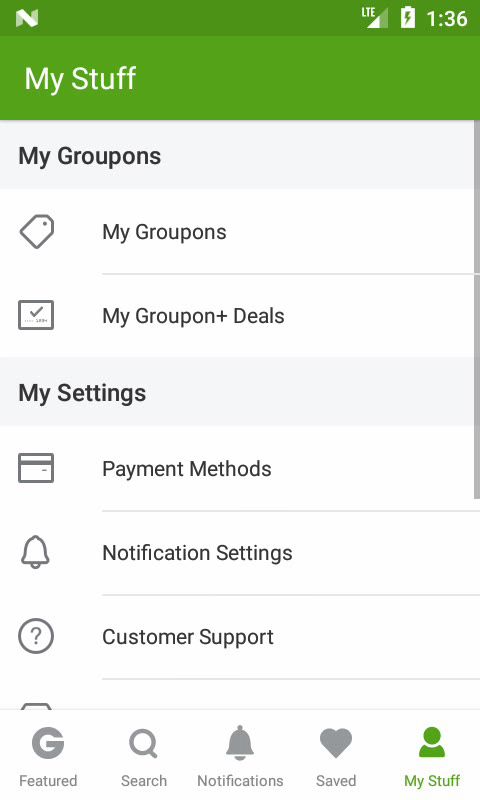 LTE 1:36
My Stuff
My Groupons
My Groupons
My Groupon+ Deals
My Settings
Payment Methods
Notification Settings
? Customer Support
G
Featured Search Notifications Saved My Stuff